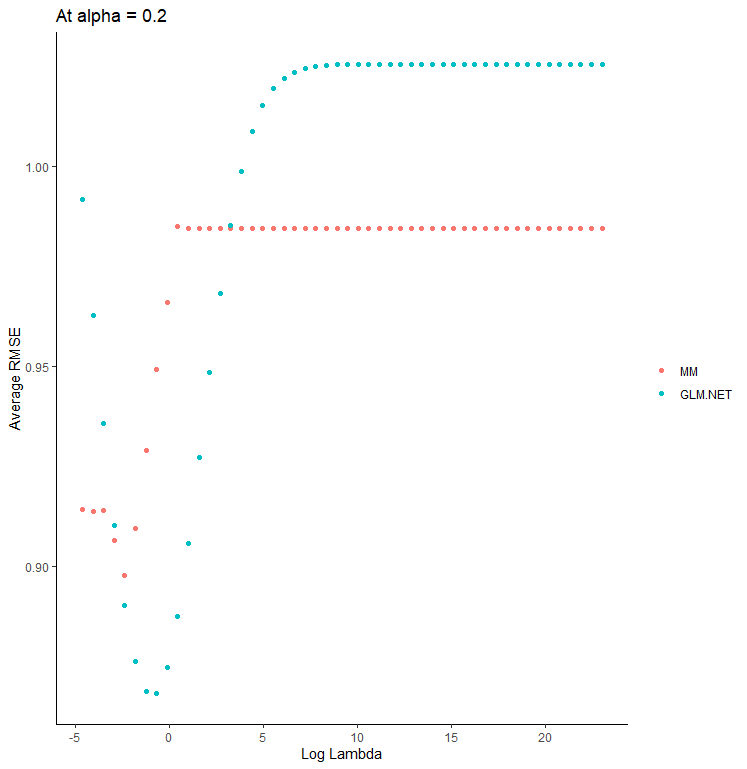 At alpha = 0.2
Average RMSE
1.00
0.95
0.90
-5 0 5 10 15 20
Log Lambda
MM
GLM.NET